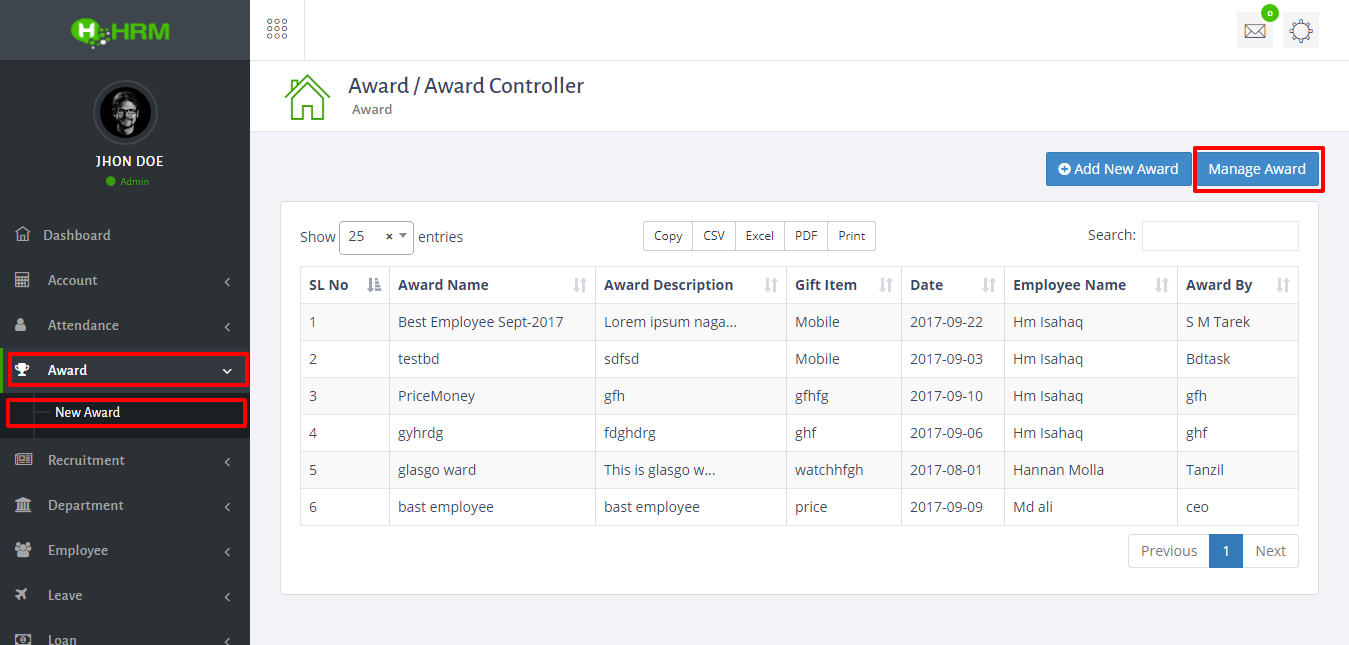 HRM
0
JHON DOE
Admin
Dashboard
Account
Attendance
Award
New Award
Recruitment
Department
Employee
Leave
Loan
Award / Award Controller
Award
Add New Award
Manage Award
Show 25 × entries
Copy CSV Excel PDF Print
Search:
SL No Award Name Award Description Gift Item Date Employee Name Award By
1 Best Employee Sept-2017 Lorem ipsum naga... Mobile 2017-09-22 Hm Isahaq S M Tarek
2 testbd sdfsd Mobile 2017-09-03 Hm Isahaq Bdtask
3 PriceMoney gfh gfhfg 2017-09-10 Hm Isahaq gfh
4 gyhrdg fdghdrg ghf 2017-09-06 Hm Isahaq ghf
5 glasgo ward This is glasgo w... watchhfgh 2017-08-01 Hannan Molla Tanzil
6 bast employee bast employee price 2017-09-09 Md ali ceo
Previous 1 Next